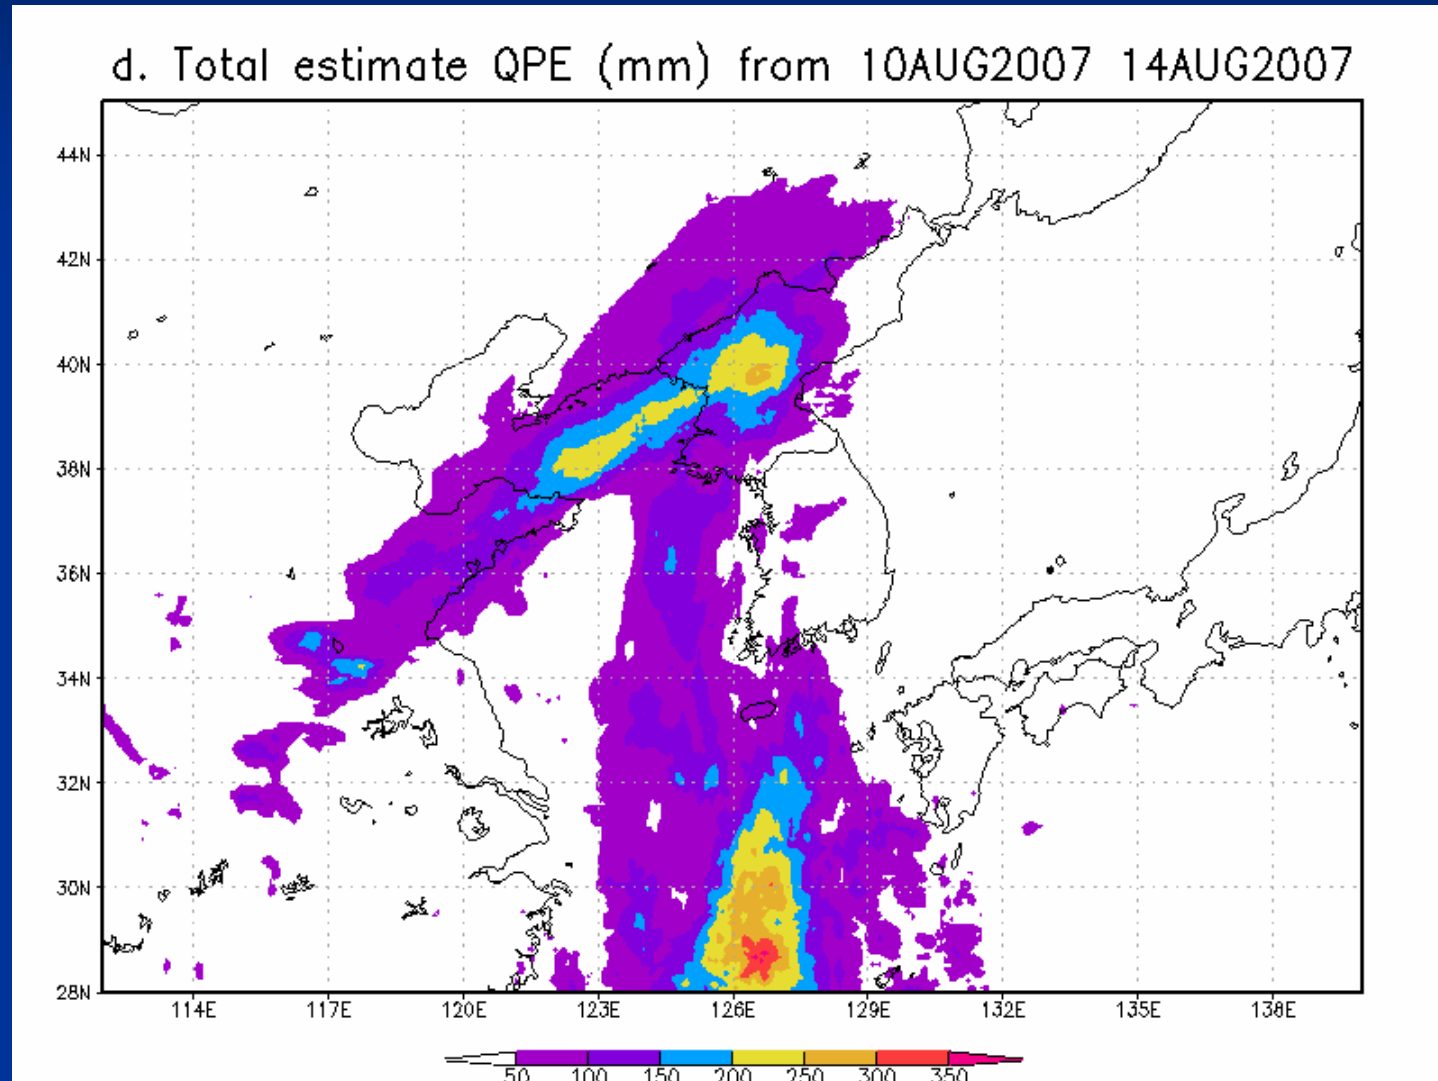 d. Total estimate QPE (mm) from 10AUG2007 14AUG2007
44N
42N
40N
38N
36N
34N
32N
30N
28N
114E 117E 120E 123E 126E 129E 132E 135E 138E
50 100 150 200 250 300 350